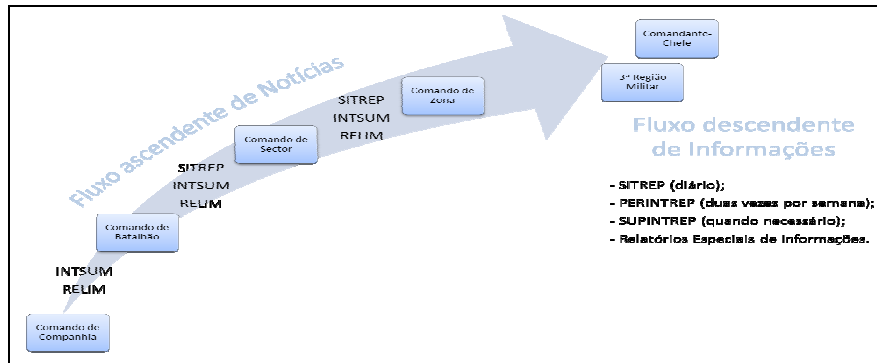 Comandante-
Chefe
3ª Região
Militar
Comando de
Zona
Fluxo ascendente de Notícias
SITREP
INTSUM
RELIM
Comando de
Sector
SITREP
INTSUM
RELIM
Comando de
Batalhão
INTSUM
RELIM
Comando de
Companhia
Fluxo descendente
de Informações
- SITREP (diário);
- PERINTREP (duas vezes por semana);
- SUPINTREP (quando necessário);
- Relatórios Especiais de Informações.